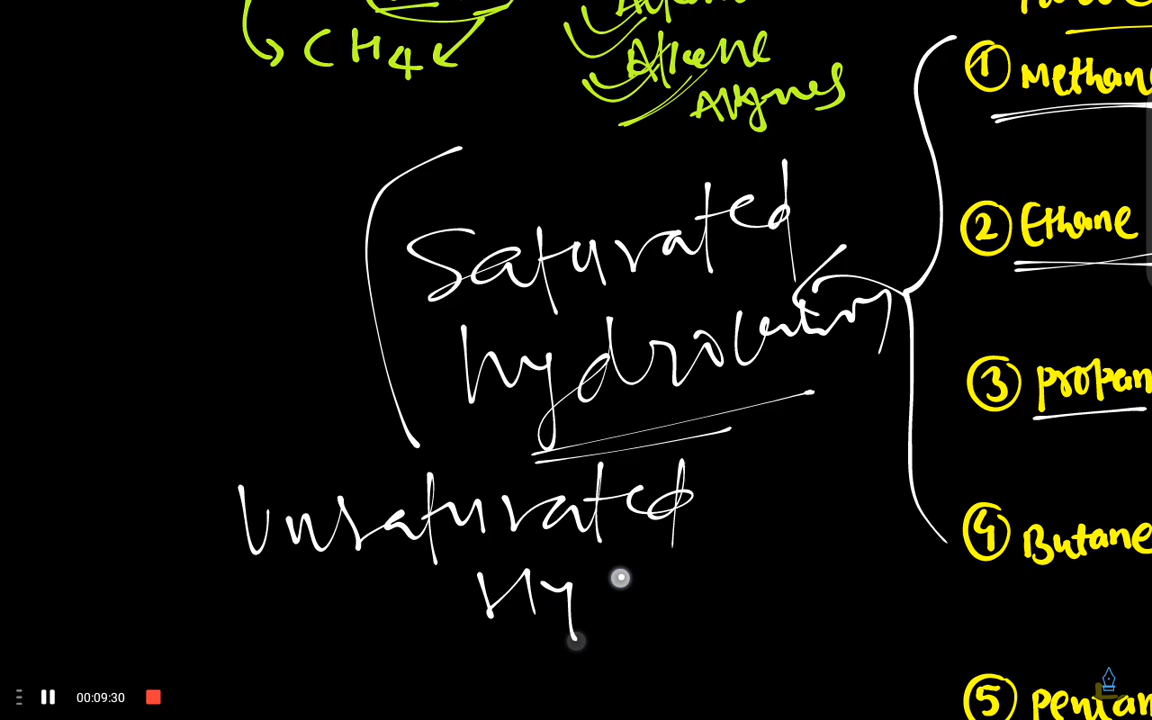 CH4
Alkene
Alkynes
① Methane
Saturated
② Ethane
hydrocarbon
③ propan
Unsaturated
④ Butane
Hy
⑤ pentan
00:09:30